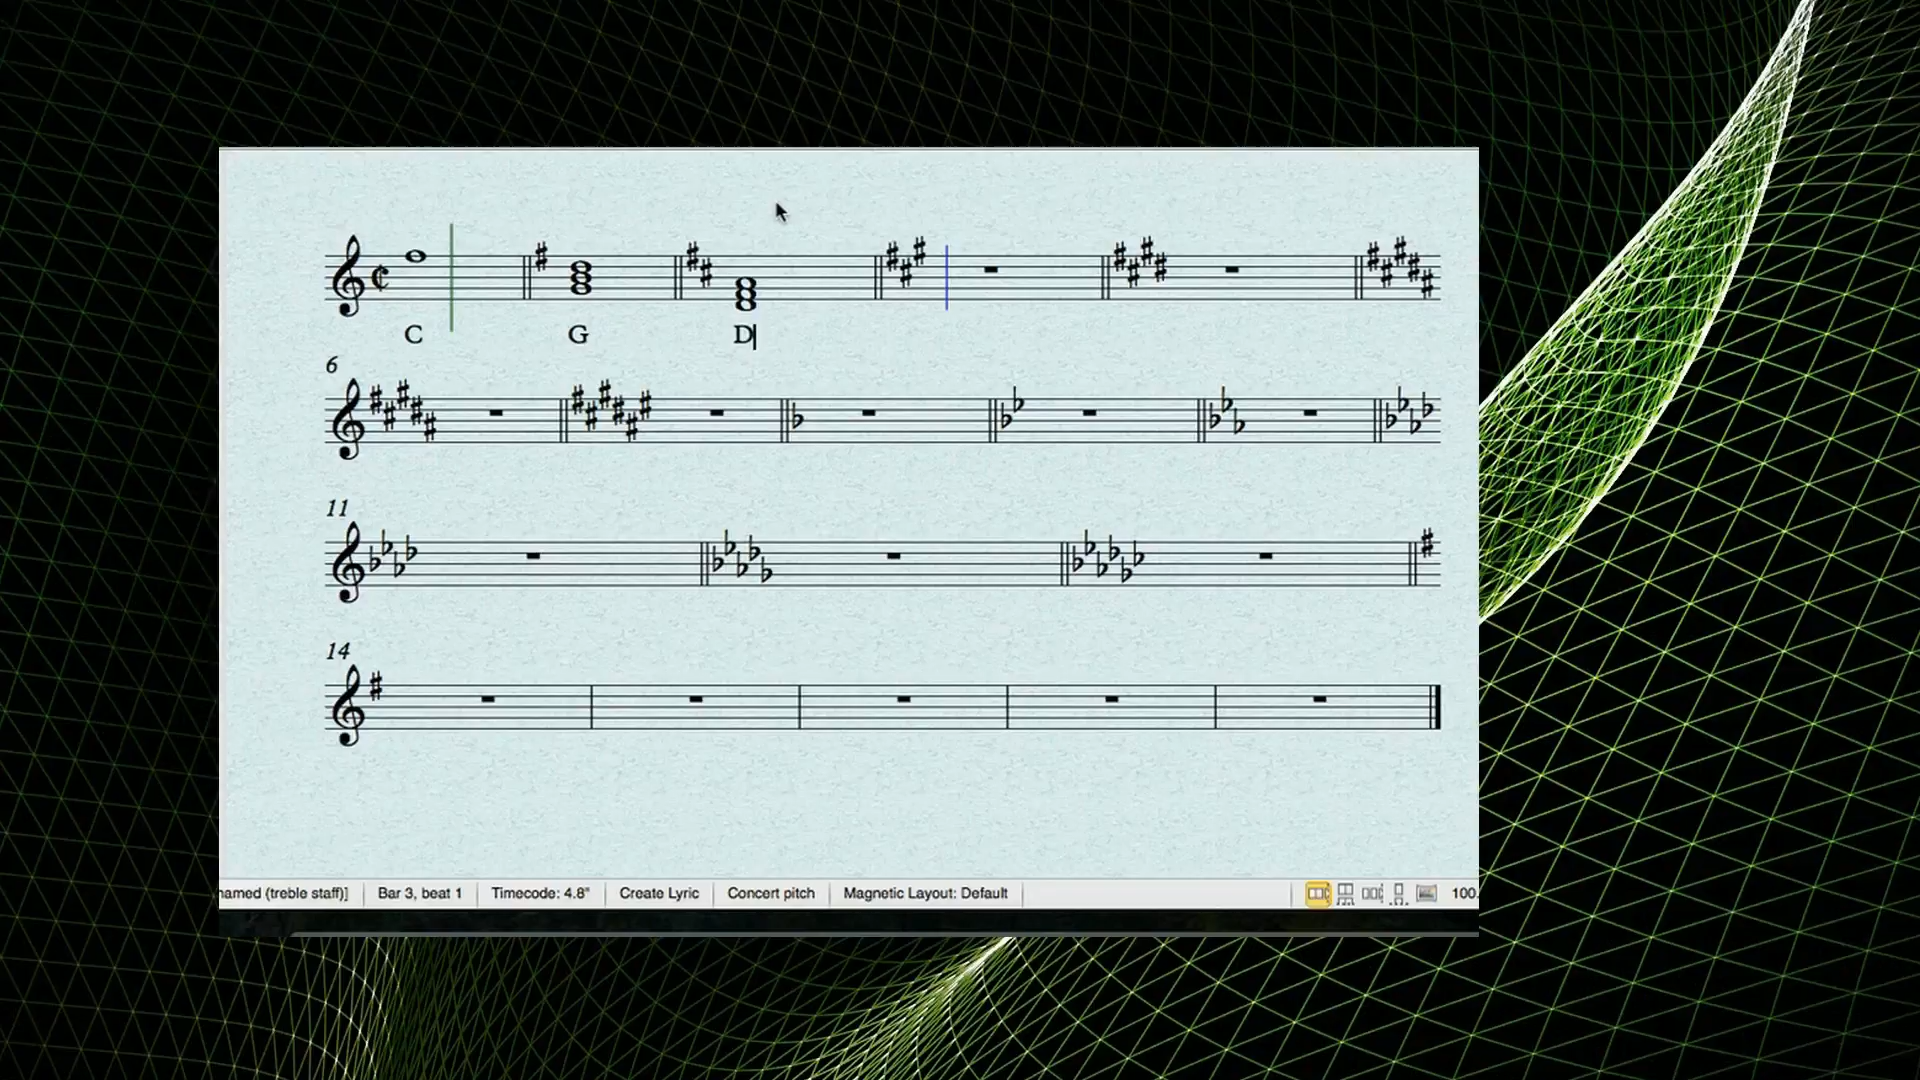 C G D
6
11
14
named (treble staff)] Bar 3, beat 1 Timecode: 4.8" Create Lyric Concert pitch Magnetic Layout: Default 100.